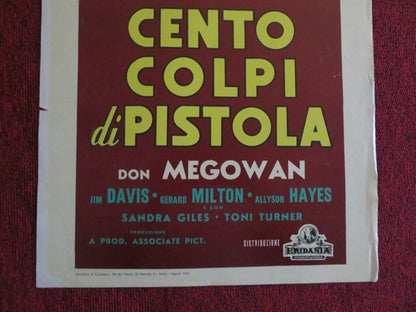 CENTO
COLPI
di PISTOLA
DON MEGOWAN
JIM DAVIS • GERARD MILTON • ALLYSON HAYES
E CON
SANDRA GILES • TONI TURNER
PRODUZIONE
A PROD. ASSOCIATE PICT.
DISTRIBUZIONE
ERIDANIA